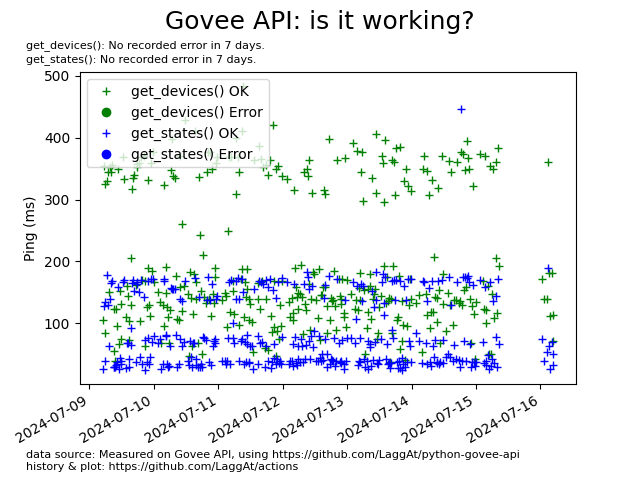 Govee API: is it working?
get_devices(): No recorded error in 7 days.
get_states(): No recorded error in 7 days.
get_devices() OK
get_devices() Error
get_states() OK
get_states() Error
Ping (ms)
500
400
300
200
100
2024-07-09
2024-07-10
2024-07-11
2024-07-12
2024-07-13
2024-07-14
2024-07-15
2024-07-16
data source: Measured on Govee API, using https://github.com/LaggAt/python-govee-api
history & plot: https://github.com/LaggAt/actions